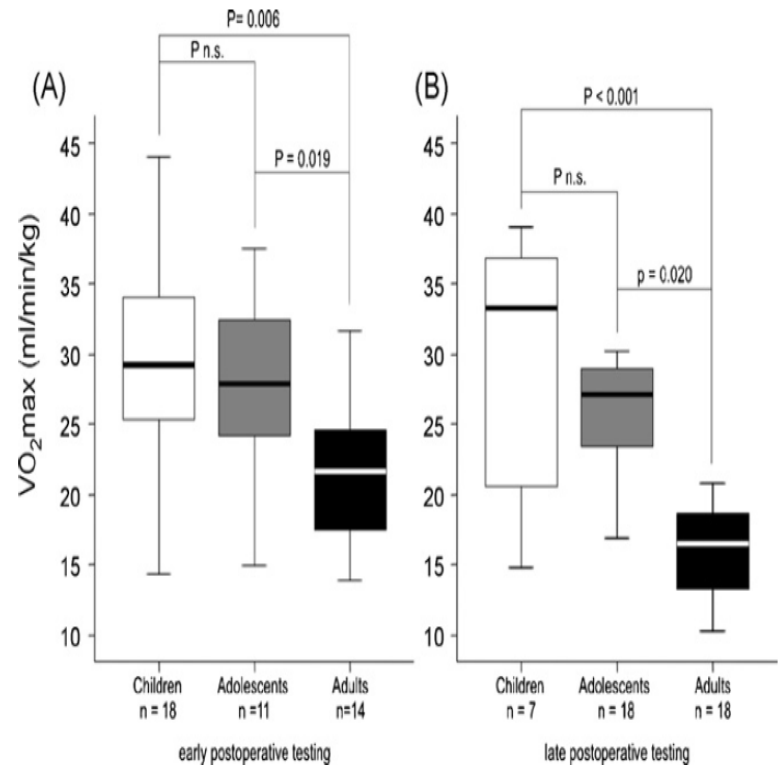 P= 0.006
P n.s.
(A)
P = 0.019
45
40
35
30
25
20
15
10
VO2max (ml/min/kg)
Children
n = 18
Adolescents
n =11
Adults
n=14
early postoperative testing
(B)
P < 0.001
P n.s.
p = 0.020
45
40
35
30
25
20
15
10
Children
n = 7
Adolescents
n = 18
Adults
n = 18
late postoperative testing